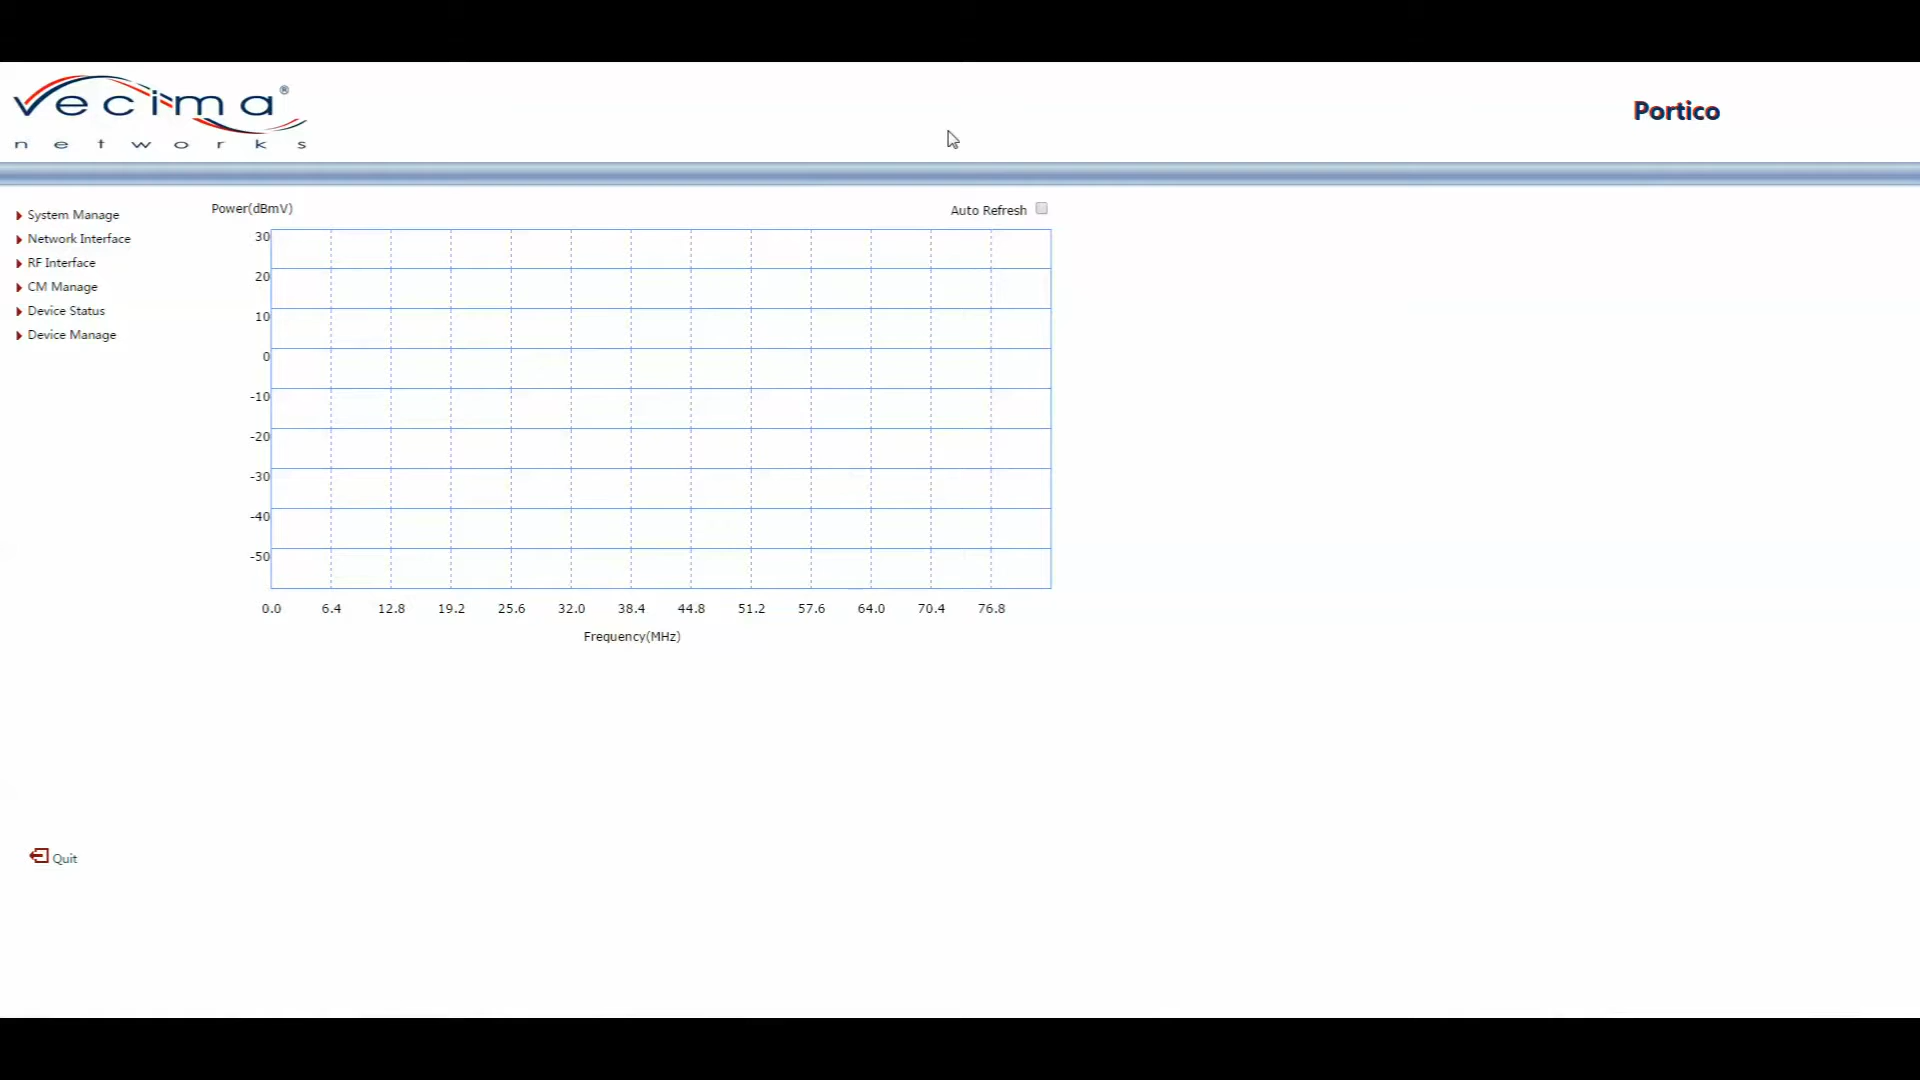 vecima®
networks
Portico
System Manage
Network Interface
RF Interface
CM Manage
Device Status
Device Manage
Power(dBmV)
Auto Refresh
30
20
10
0
-10
-20
-30
-40
-50
0.0 6.4 12.8 19.2 25.6 32.0 38.4 44.8 51.2 57.6 64.0 70.4 76.8
Frequency(MHz)
Quit